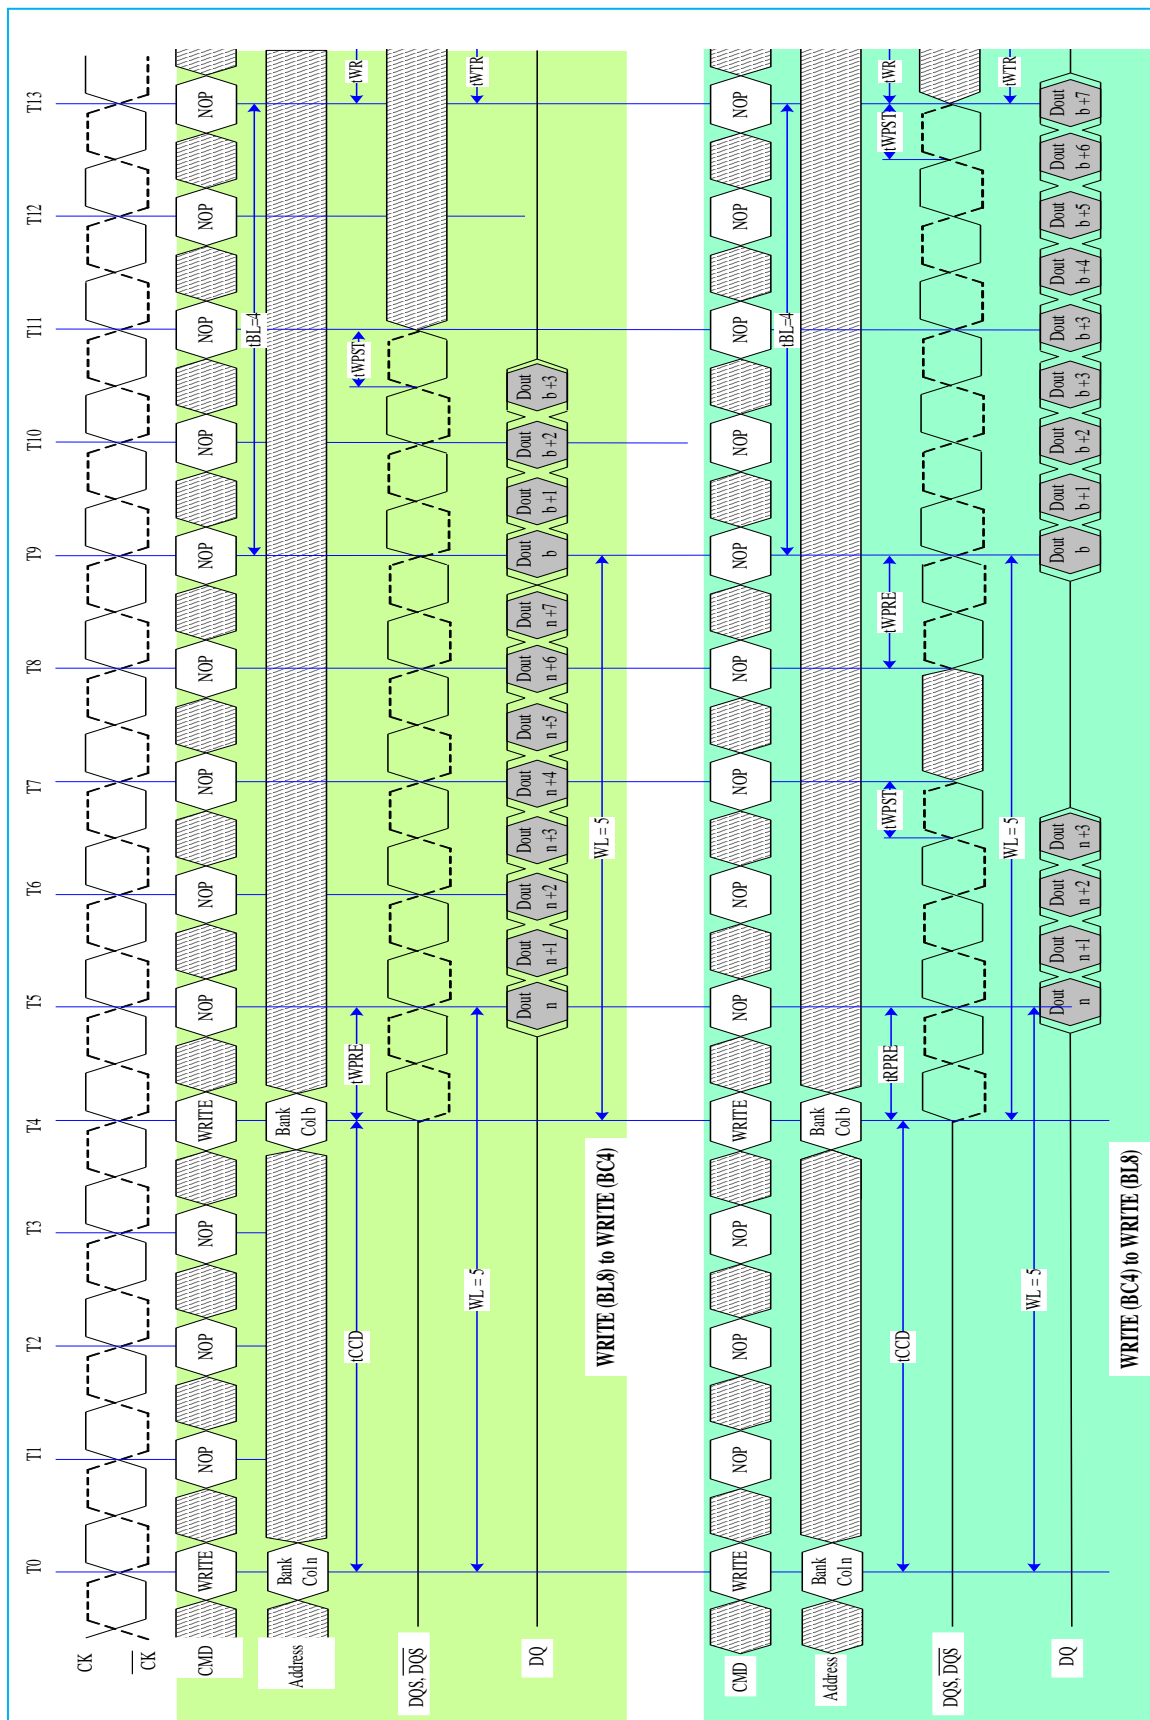 T0 T1 T2 T3 T4 T5 T6 T7 T8 T9 T10 T11 T12 T13
CK
CK
CMD WRITE NOP NOP NOP WRITE NOP NOP NOP NOP NOP NOP NOP NOP NOP
tBL=4
Address Bank Col n Bank Col b
tCCD tWPRE tWPST tWR
DQS, DQS
WL = 5 tWTR
DQ Dout n Dout n+1 Dout n+2 Dout n+3 Dout n+4 Dout n+5 Dout n+6 Dout n+7 Dout b Dout b+1 Dout b+2 Dout b+3
WL = 5
WRITE (BL8) to WRITE (BC4)
CMD WRITE NOP NOP NOP WRITE NOP NOP NOP NOP NOP NOP NOP NOP NOP
tBL=4
Address Bank Col n Bank Col b
tCCD tRPRE tWPST tWPRE tWPST tWR
DQS, DQS
WL = 5 tWTR
WL = 5
DQ Dout n Dout n+1 Dout n+2 Dout n+3 Dout b Dout b+1 Dout b+2 Dout b+3 Dout b+3 Dout b+4 Dout b+5 Dout b+6 Dout b+7
WRITE (BC4) to WRITE (BL8)